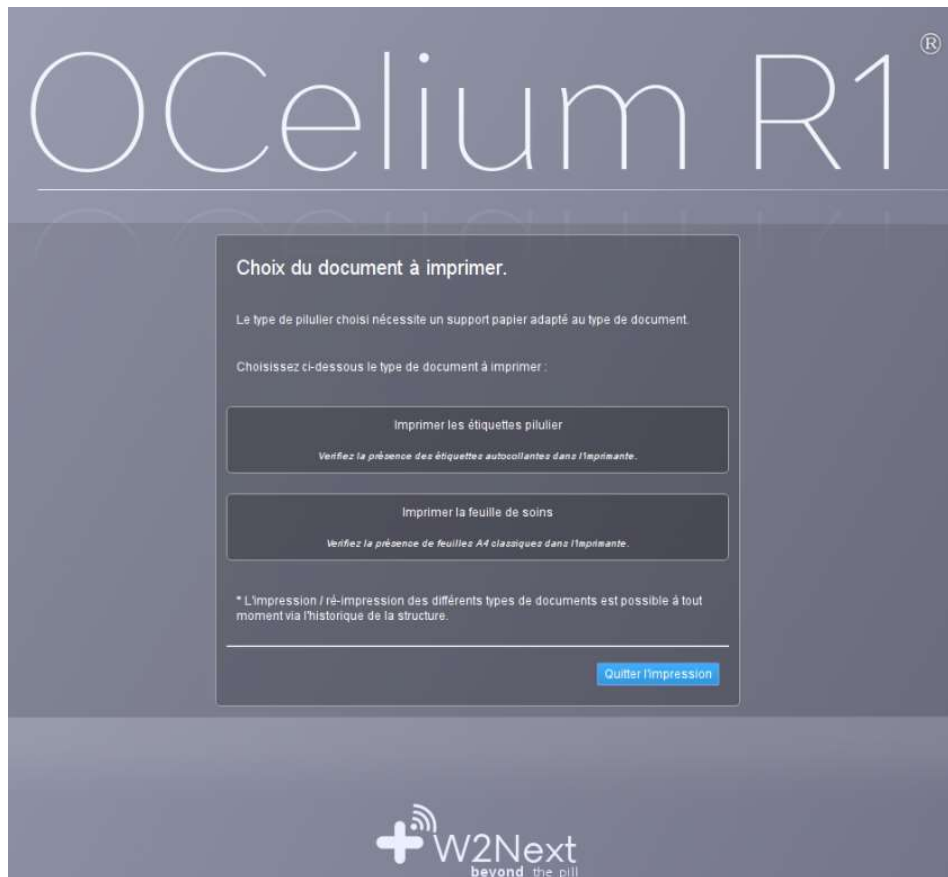 OCelium R1 ®
Choix du document à imprimer.
Le type de pilulier choisi nécessite un support papier adapté au type de document.
Choisissez ci-dessous le type de document à imprimer :
Imprimer les étiquettes pilulier
Verifiez la présence des étiquettes autocollantes dans l'imprimante.
Imprimer la feuille de soins
Verifiez la présence de feuilles A4 classiques dans l'imprimante.
* L'impression / ré-impression des différents types de documents est possible à tout
moment via l'historique de la structure.
Quitter l'impression
W2Next
beyond the pill